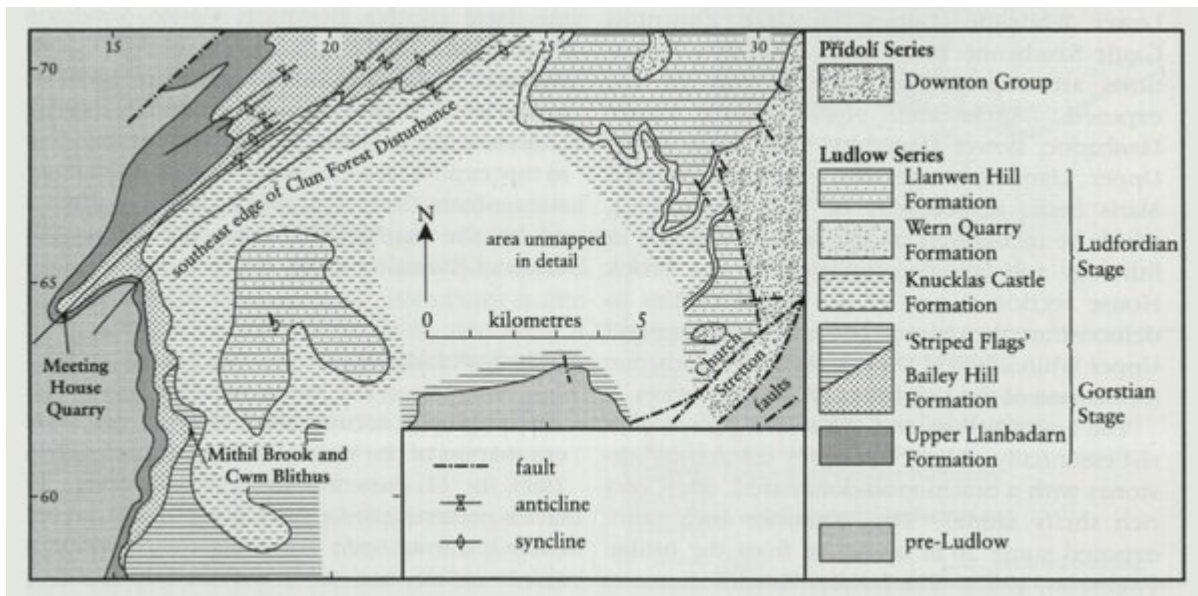 15
20
25
30
70
65
60
southeast edge of Clun Forest Disturbance
N
area unmapped
in detail
0 kilometres 5
Church
Stretton
faults
Meeting
House
Quarry
Mithil Brook and
Cwm Blithus
fault
anticline
syncline
Přídolí Series
Downton Group
Ludlow Series
Llanwen Hill
Formation
Wern Quarry
Formation
Knucklas Castle
Formation
Ludfordian
Stage
'Striped Flags'
Bailey Hill
Formation
Gorstian
Stage
Upper Llanbadarn
Formation
pre-Ludlow